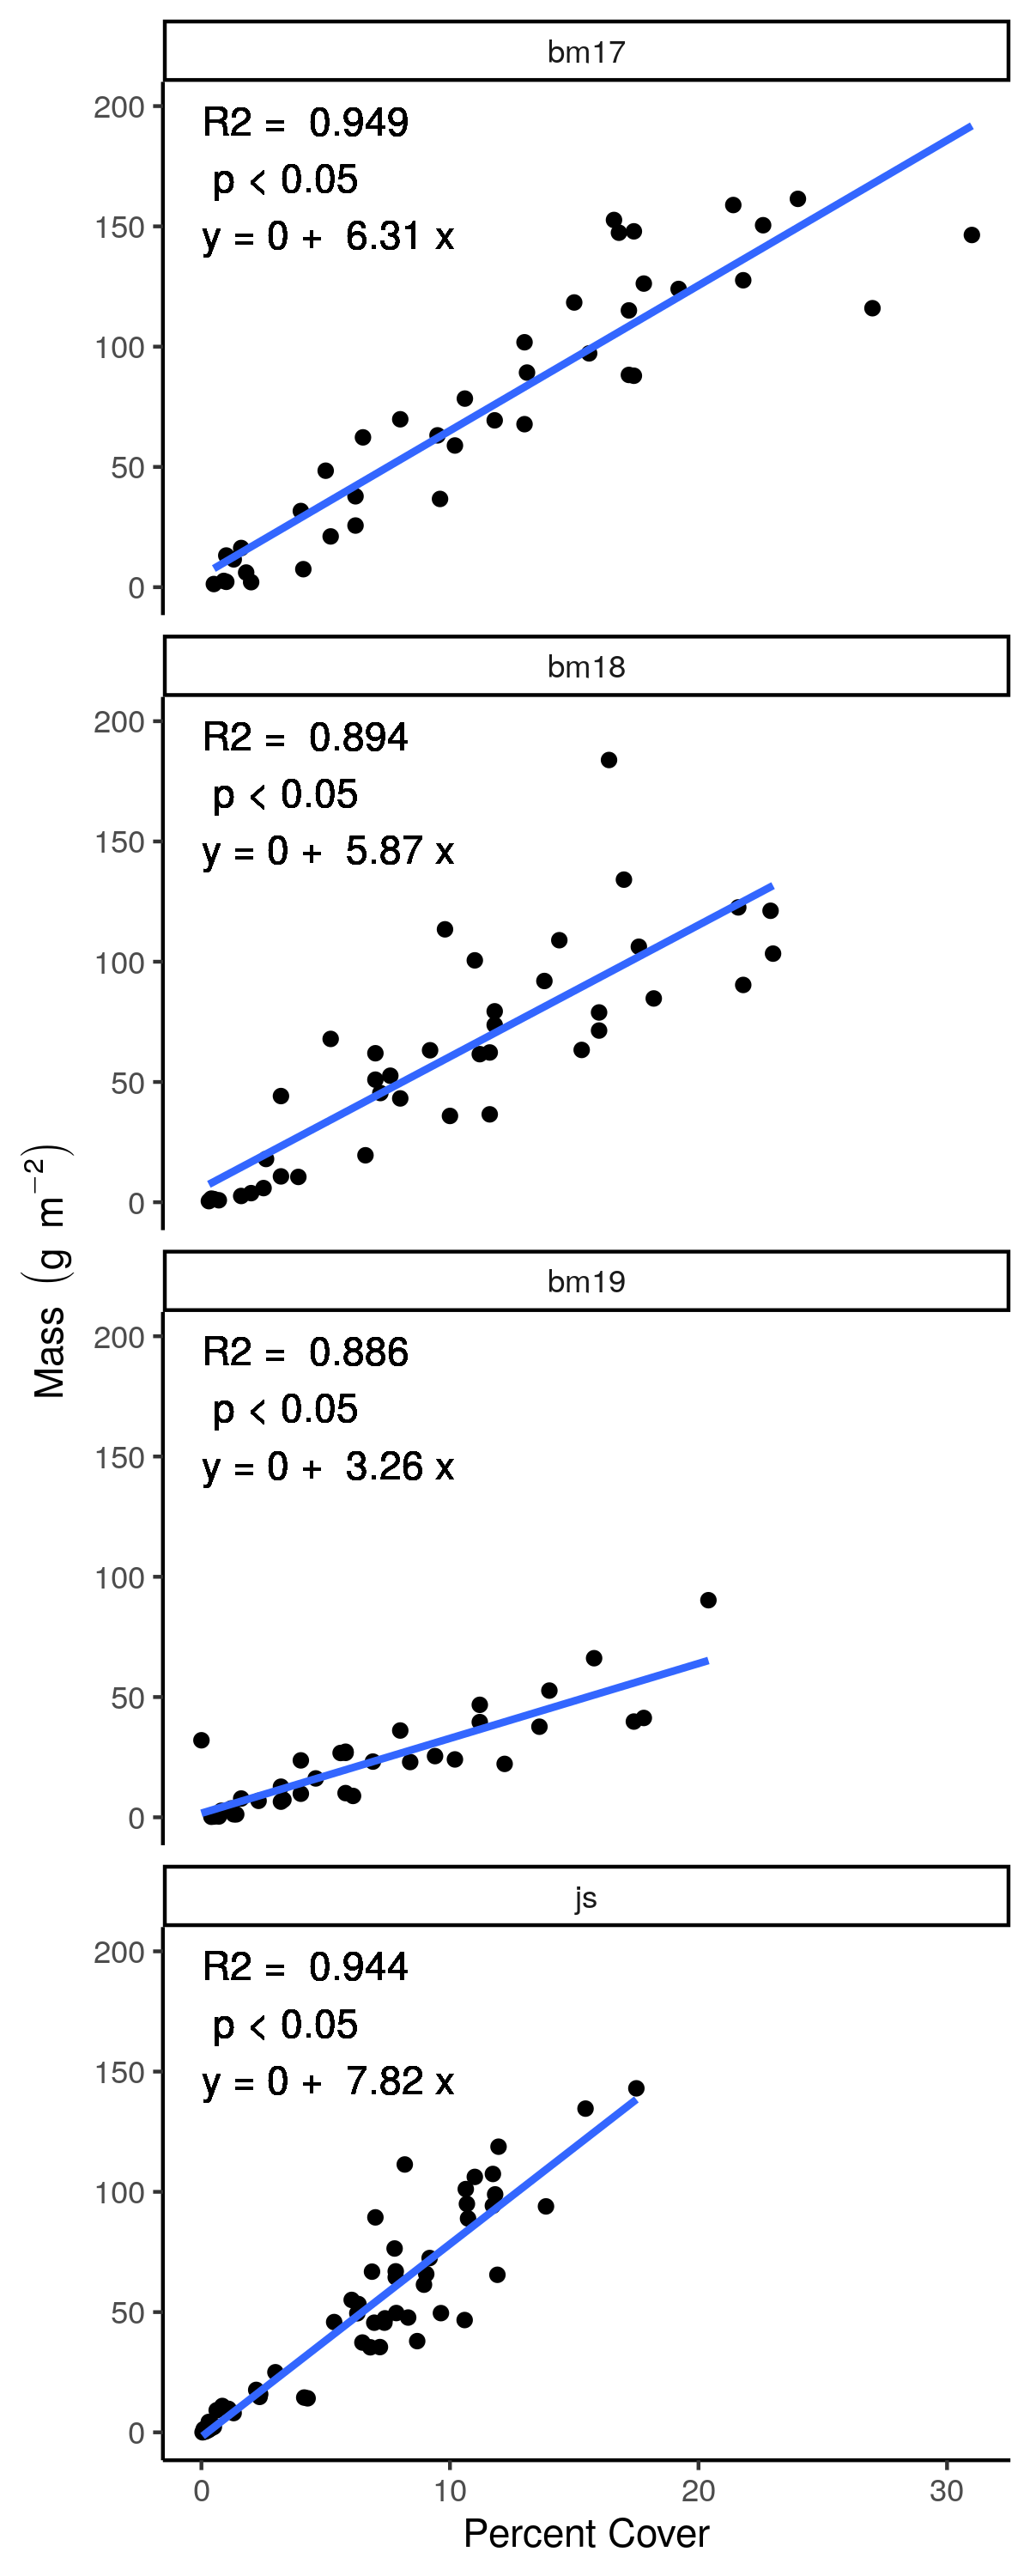 bm17
200
150
100
50
0
R2 =  0.949
p < 0.05
y = 0 +  6.31 x
bm18
200
150
100
50
0
R2 =  0.894
p < 0.05
y = 0 +  5.87 x
bm19
200
150
100
50
0
R2 =  0.886
p < 0.05
y = 0 +  3.26 x
js
200
150
100
50
0
R2 =  0.944
p < 0.05
y = 0 +  7.82 x
0 10 20 30
Percent Cover
Mass (g m⁻²)